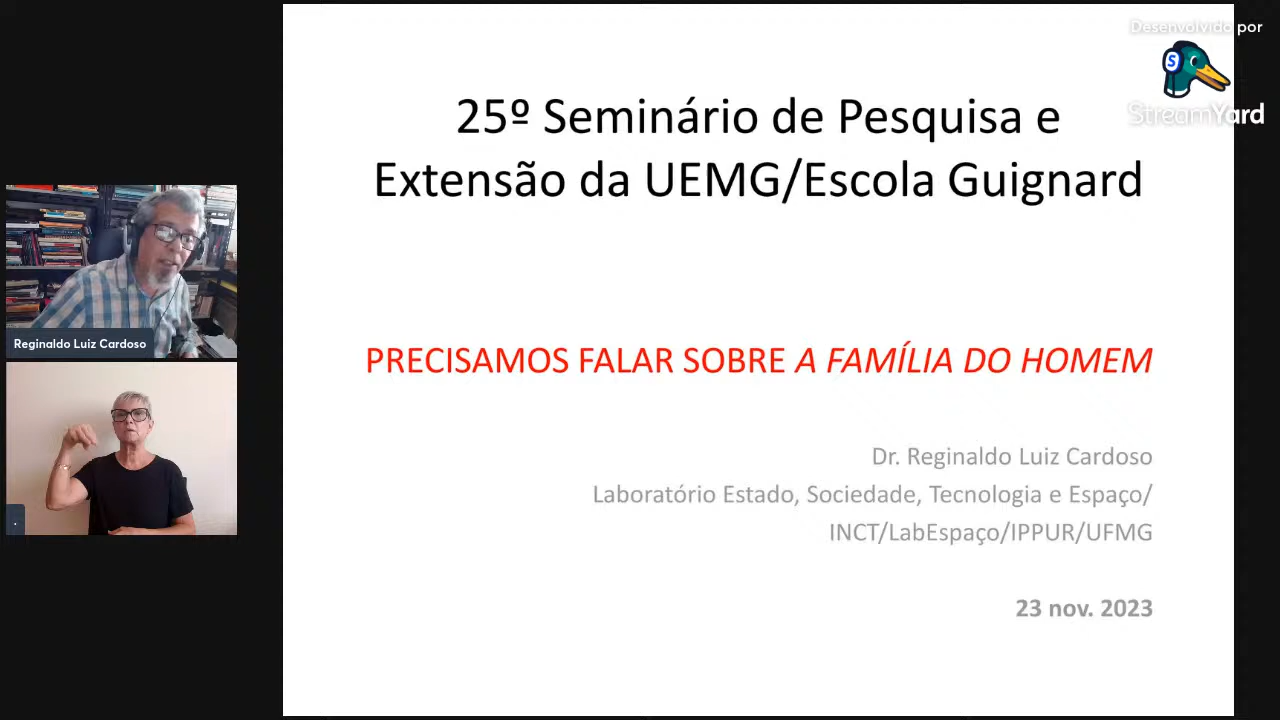 Desenvolvido por
StreamYard
25º Seminário de Pesquisa e
Extensão da UEMG/Escola Guignard
PRECISAMOS FALAR SOBRE A FAMÍLIA DO HOMEM
Reginaldo Luiz Cardoso
Dr. Reginaldo Luiz Cardoso
Laboratório Estado, Sociedade, Tecnologia e Espaço/
INCT/LabEspaço/IPPUR/UFMG
23 nov. 2023